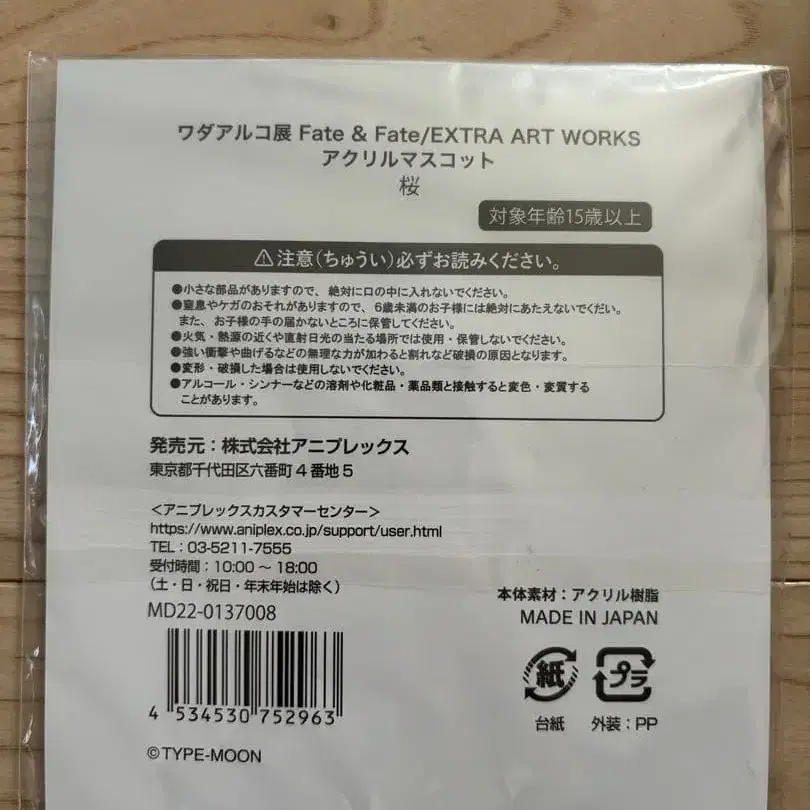 ワダアルコ展 Fate & Fate/EXTRA ART WORKS
アクリルマスコット
桜
対象年齢15歳以上
⚠注意(ちゅうい)必ずお読みください。
●小さな部品がありますので、絶対に口の中に入れないでください。
●窒息やケガのおそれがありますので、6歳未満のお子様には絶対にあたえないでだい。
また、お子様の手の届かないところに保管してください。
●火気・熱源の近くや直射日光の当たる場所では使用・保管しないでください。
●強い衝撃や曲げるなどの無理な力が加わると割れなど破損の原因となります。
●変形・破損した場合は使用しないでください。
●アルコール・シンナーなどの溶剤や化粧品・薬品類と接触すると変色・変質する
ことがあります。
発売元:株式会社アニプレックス
東京都千代田区六番町4番地5
<アニプレックスカスタマーセンター>
https://www.aniplex.co.jp/support/user.html
TEL:03-5211-7555
受付時間:10:00~18:00
(土・日・祝日・年末年始は除く)
MD22-0137008
本体素材:アクリル樹脂
MADE IN JAPAN
紙
プラ
台紙
外装:PP
4 534530 752963
©TYPE-MOON